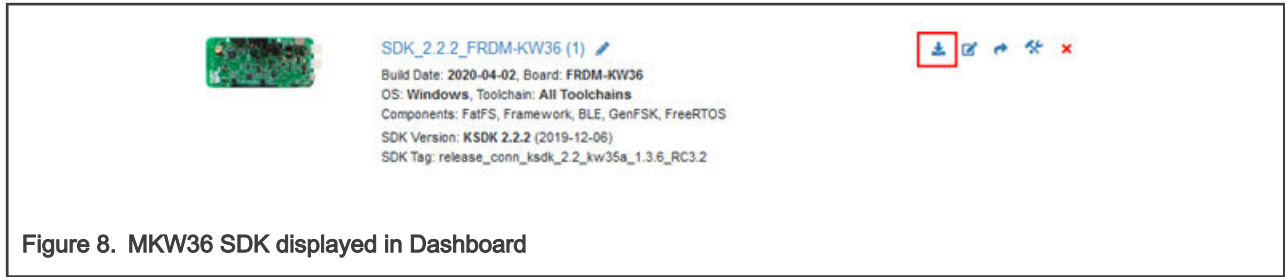 SDK_2.2.2_FRDM-KW36 (1)
Build Date: 2020-04-02, Board: FRDM-KW36
OS: Windows, Toolchain: All Toolchains
Components: FatFS, Framework, BLE, GenFSK, FreeRTOS
SDK Version: KSDK 2.2.2 (2019-12-06)
SDK Tag: release_conn_ksdk_2.2_kw35a_1.3.6_RC3.2
Figure 8. MKW36 SDK displayed in Dashboard